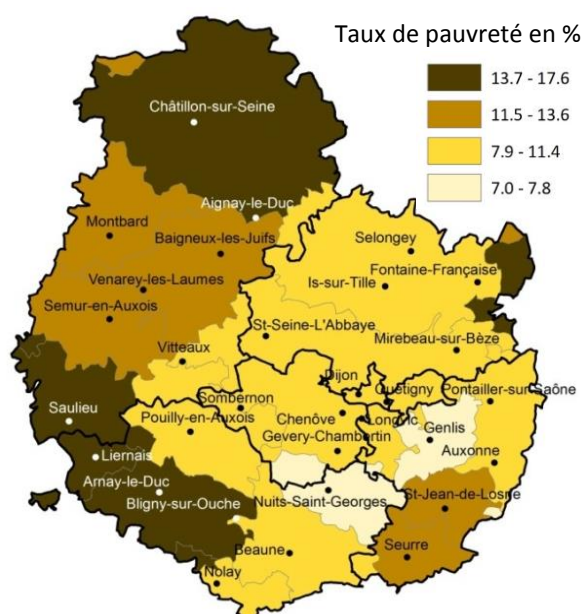 Taux de pauvreté en %
13.7 - 17.6
11.5 - 13.6
7.9 - 11.4
7.0 - 7.8
Châtillon-sur-Seine
Aignay-le-Duc
Montbard
Baigneux-les-Juifs
Selongey
Fontaine-Française
Venarey-les-Laumes
Is-sur-Tille
Semur-en-Auxois
St-Seine-L'Abbaye
Mirebeau-sur-Bèze
Vitteaux
Dijon
Quetigny
Pontailler-sur-Saône
Sombernon
Saulieu
Pouilly-en-Auxois
Chenôve
Longvic
Genlis
Gevery-Chambertin
Liernais
Auxonne
Arnay-le-Duc
Bligny-sur-Ouche
Nuits-Saint-Georges
St-Jean-de-Losne
Beaune
Seurre
Nolay